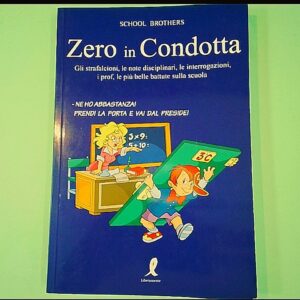 SCHOOL BROTHERS
Zero in Condotta
Gli strafalcioni, le note disciplinari, le interrogazioni,
i prof, le più belle battute sulla scuola
- NE HO ABBASTANZA!
PRENDI LA PORTA E VAI DAL PRESIDE!
3×9=
5+10=
3C
Liberamente